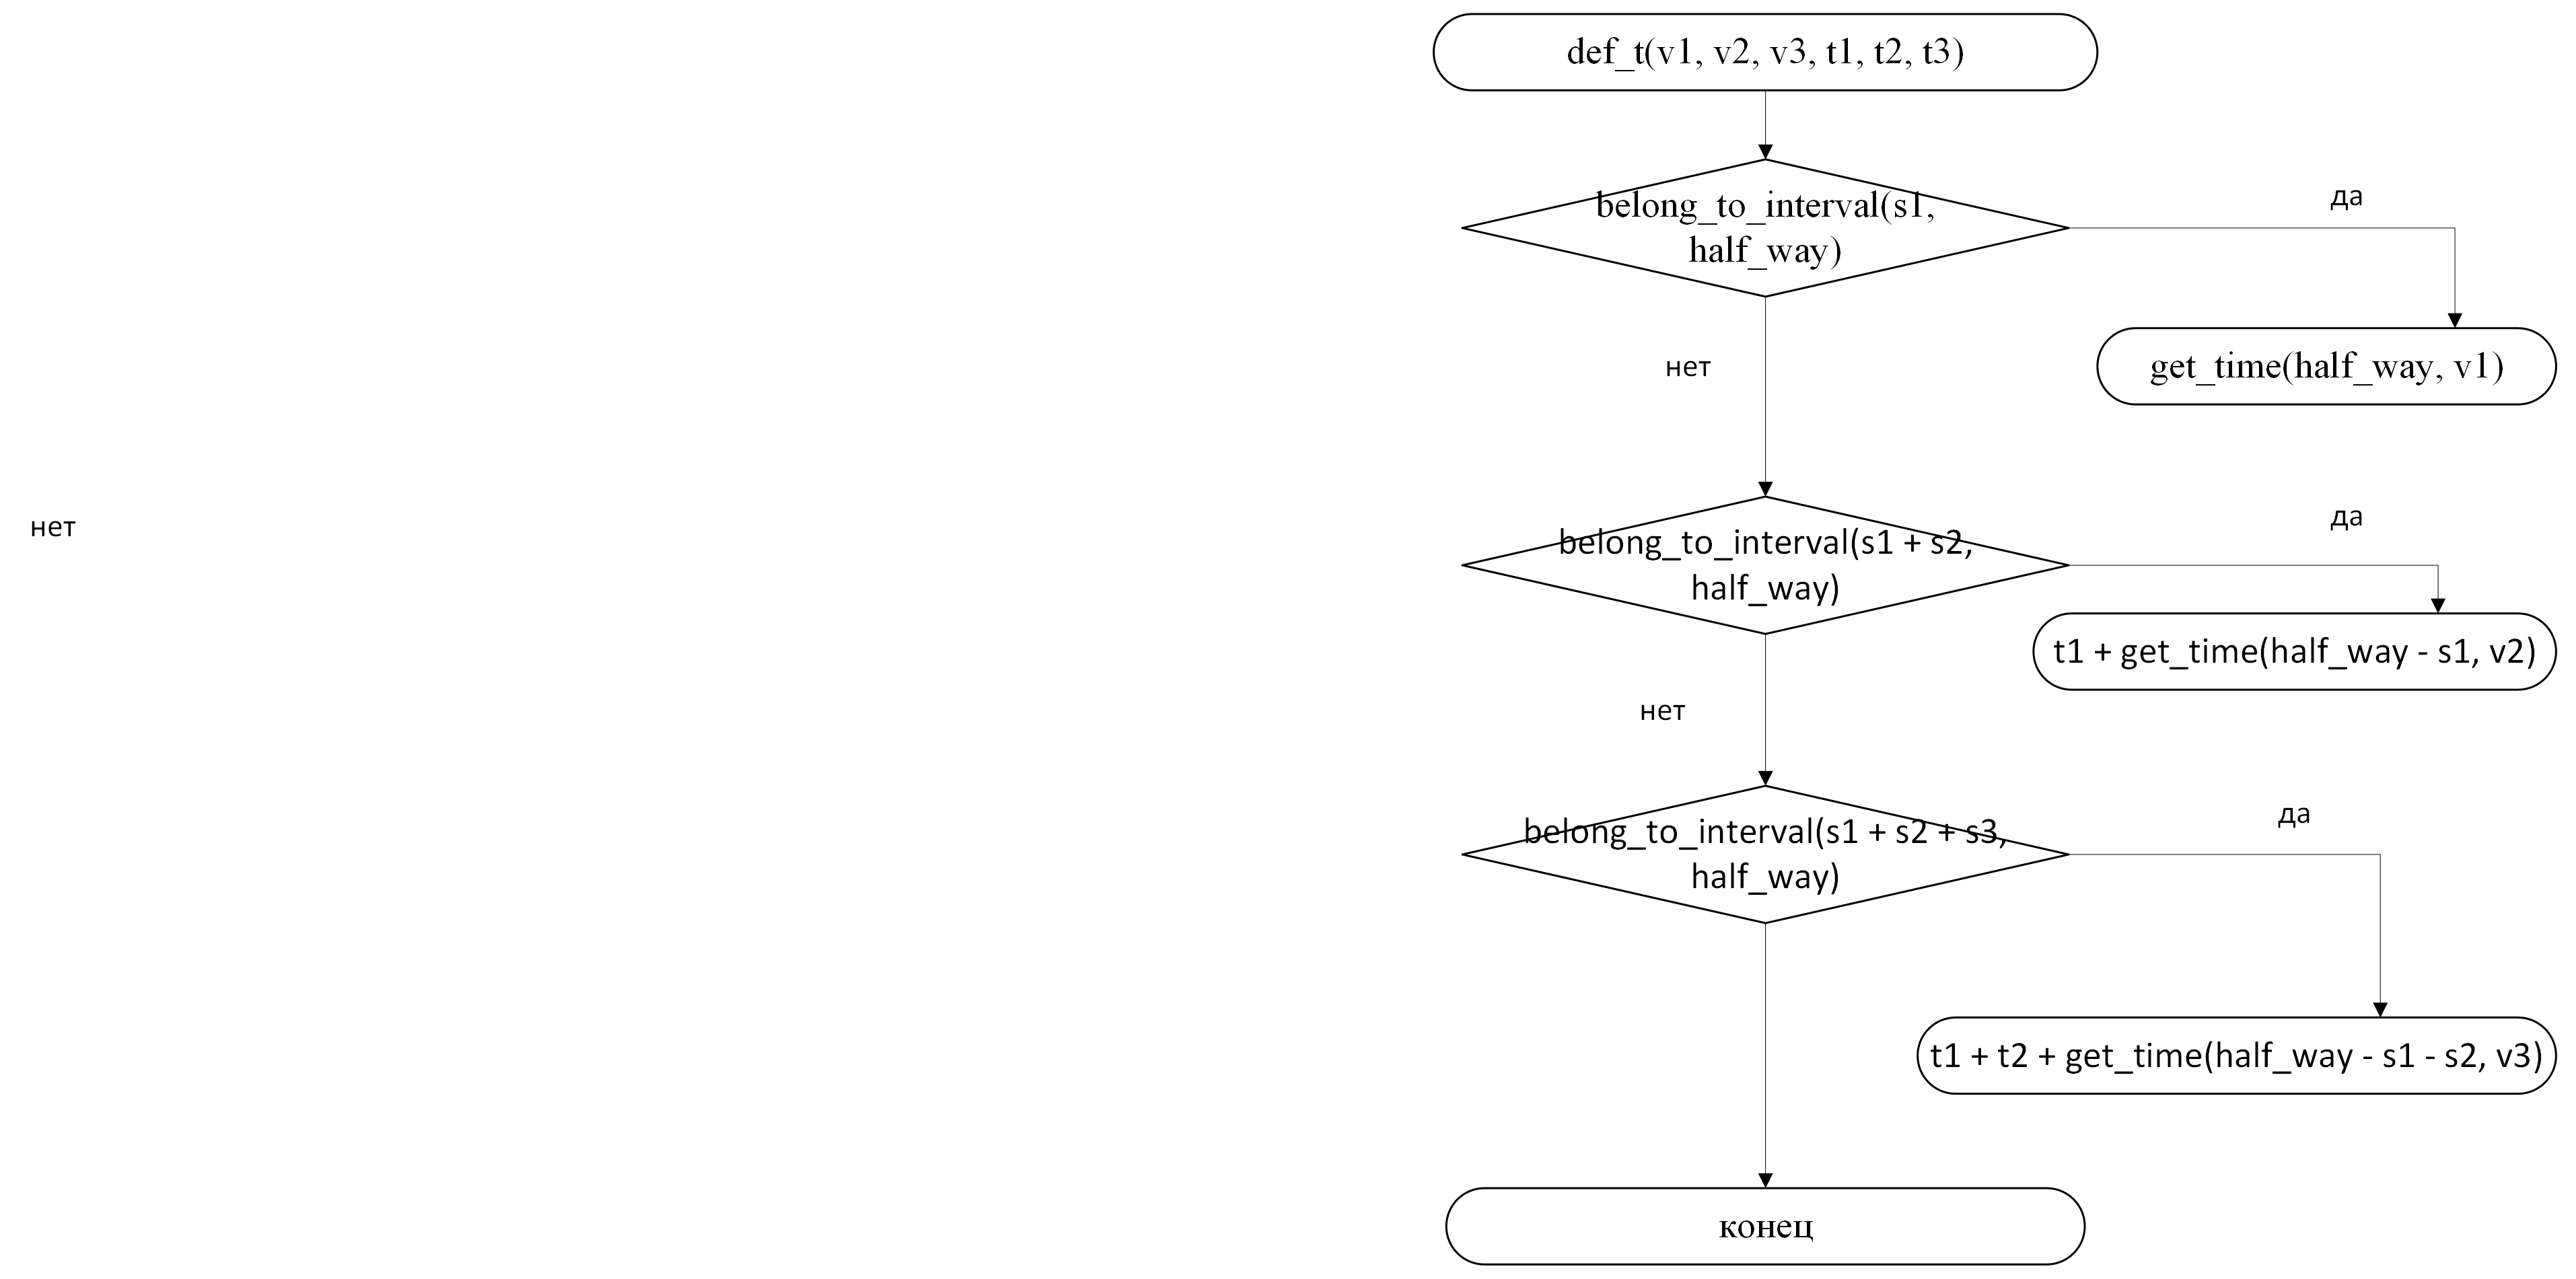 def_t(v1, v2, v3, t1, t2, t3)
belong_to_interval(s1,
half_way)
да
get_time(half_way, v1)
нет
нет
belong_to_interval(s1 + s2,
half_way)
да
t1 + get_time(half_way - s1, v2)
нет
belong_to_interval(s1 + s2 + s3,
half_way)
да
t1 + t2 + get_time(half_way - s1 - s2, v3)
конец